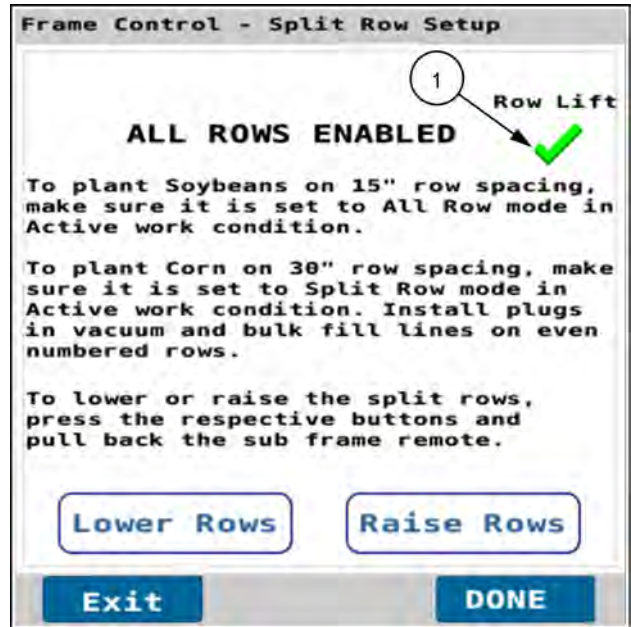 Frame Control - Split Row Setup
1
Row Lift
ALL ROWS ENABLED
To plant Soybeans on 15" row spacing,
make sure it is set to All Row mode in
Active work condition.
To plant Corn on 30" row spacing, make
sure it is set to Split Row mode in
Active work condition. Install plugs
in vacuum and bulk fill lines on even
numbered rows.
To lower or raise the split rows,
press the respective buttons and
pull back the sub frame remote.
Lower Rows
Raise Rows
Exit
DONE